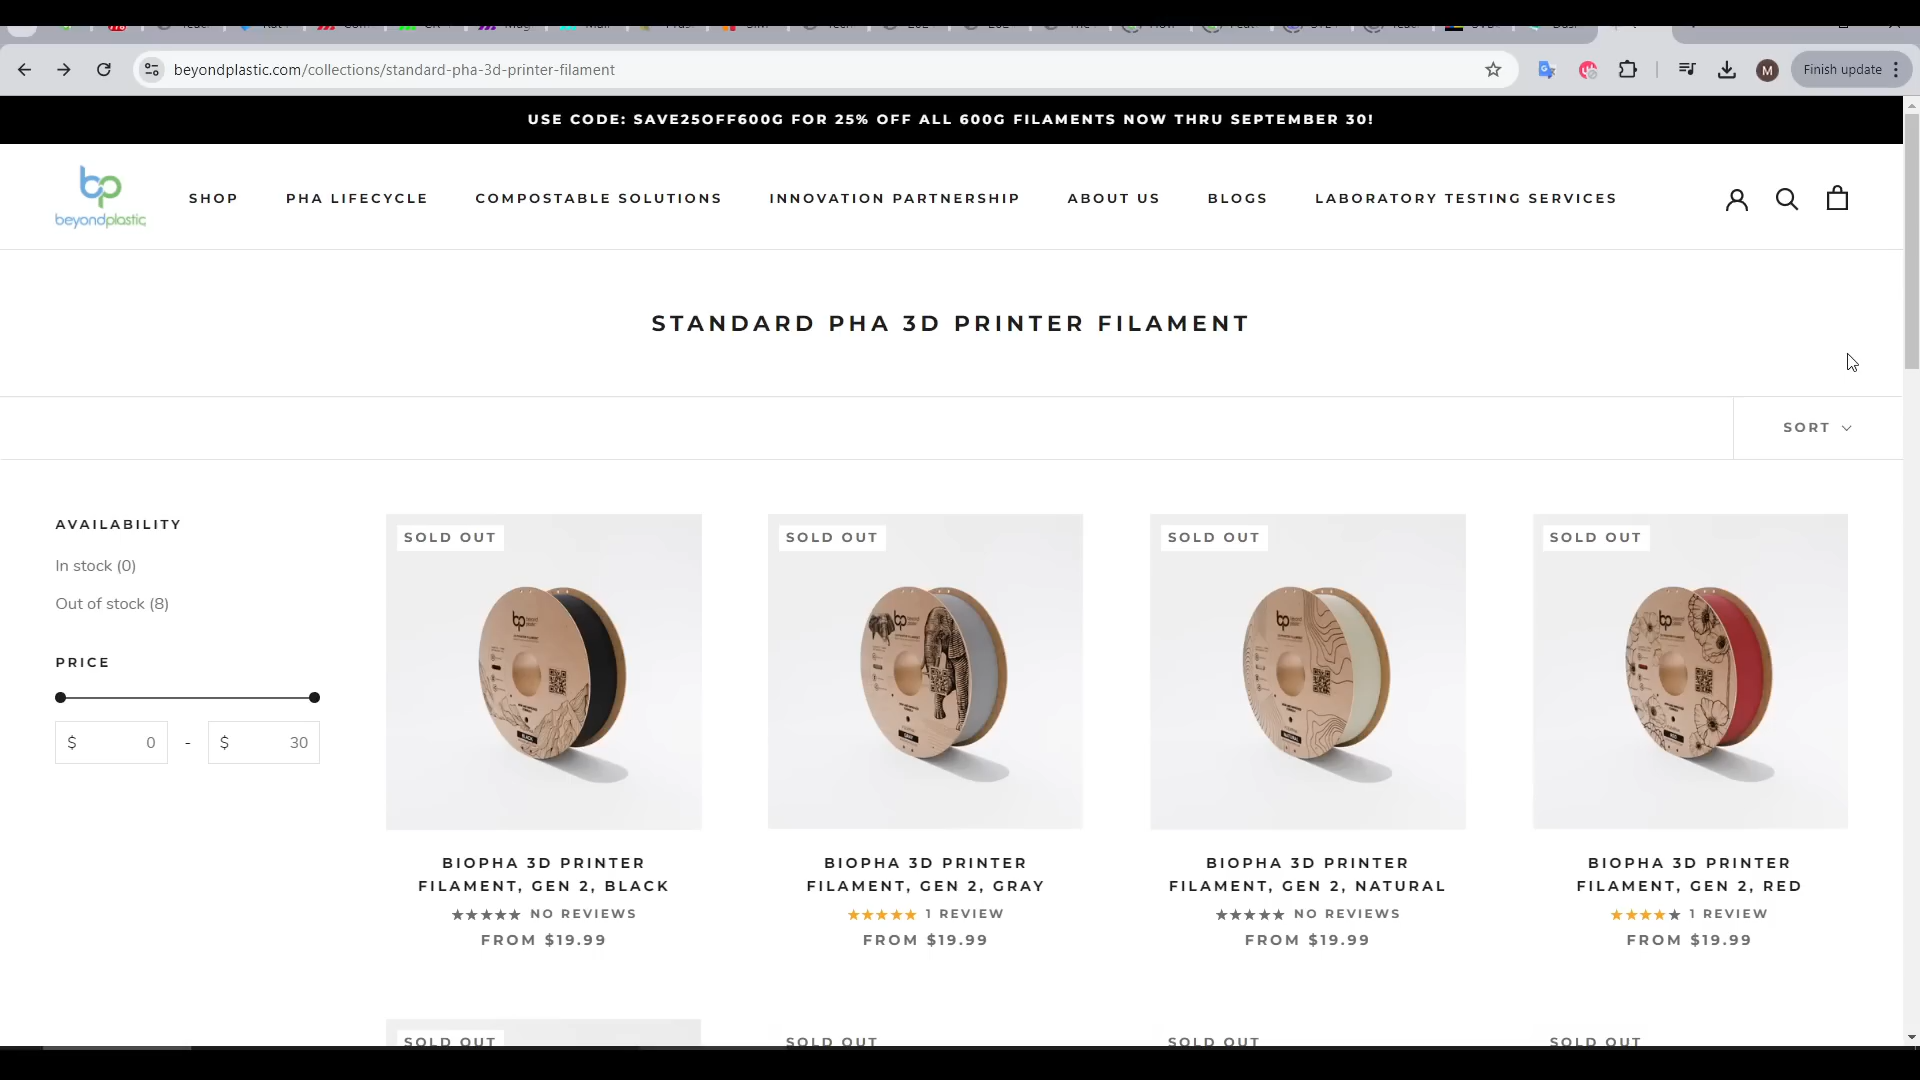 beyondplastic.com/collections/standard-pha-3d-printer-filament
M
Finish update
USE CODE: SAVE25OFF600G FOR 25% OFF ALL 600G FILAMENTS NOW THRU SEPTEMBER 30!
bp
beyondplastic
SHOP
PHA LIFECYCLE
COMPOSTABLE SOLUTIONS
INNOVATION PARTNERSHIP
ABOUT US
BLOGS
LABORATORY TESTING SERVICES
STANDARD PHA 3D PRINTER FILAMENT
SORT
AVAILABILITY
In stock (0)
Out of stock (8)
PRICE
$ 0 - $ 30
SOLD OUT
SOLD OUT
SOLD OUT
SOLD OUT
BIOPHA 3D PRINTER
FILAMENT, GEN 2, BLACK
NO REVIEWS
FROM $19.99
BIOPHA 3D PRINTER
FILAMENT, GEN 2, GRAY
1 REVIEW
FROM $19.99
BIOPHA 3D PRINTER
FILAMENT, GEN 2, NATURAL
NO REVIEWS
FROM $19.99
BIOPHA 3D PRINTER
FILAMENT, GEN 2, RED
1 REVIEW
FROM $19.99
SOLD OUT
SOLD OUT
SOLD OUT
SOLD OUT